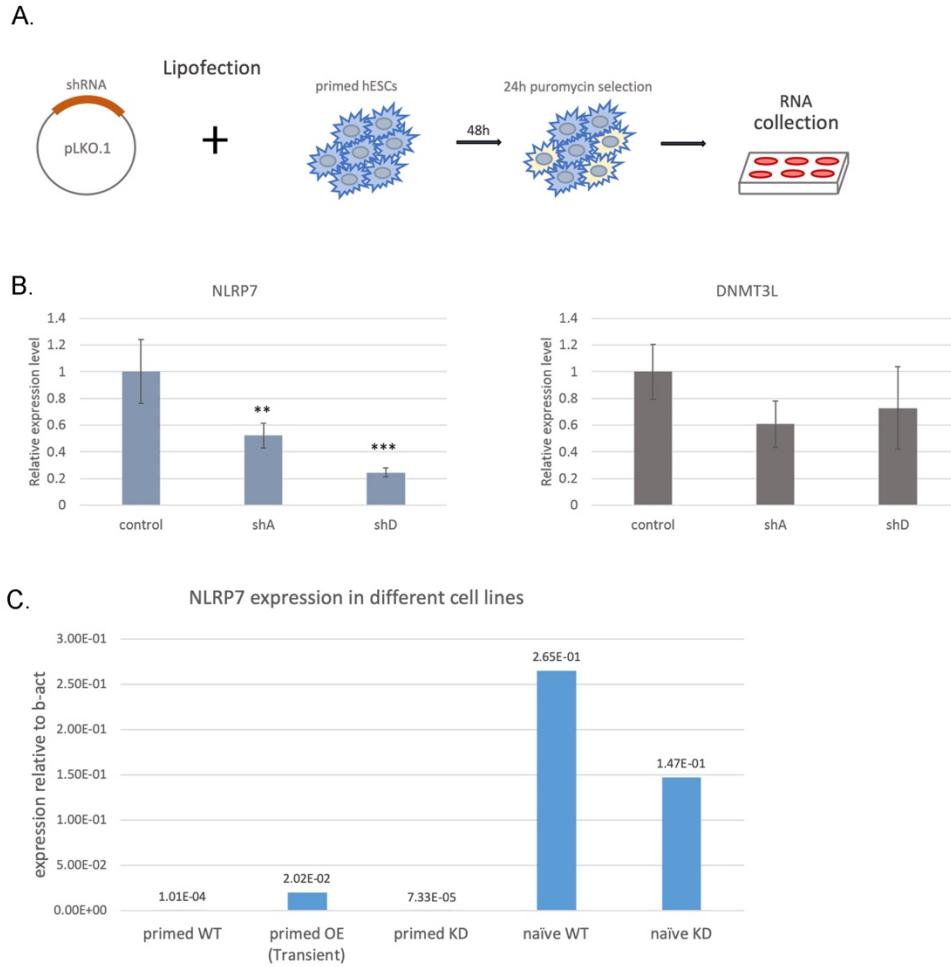 A.
Lipofection
shRNA
pLKO.1
+
primed hESCs
48h
24h puromycin selection
RNA
collection
B.
NLRP7
Relative expression level
1.4
1.2
1
0.8
0.6
0.4
0.2
0
**
***
control shA shD
DNMT3L
Relative expression level
1.4
1.2
1
0.8
0.6
0.4
0.2
0
control shA shD
C.
NLRP7 expression in different cell lines
expression relative to b-act
3.00E-01
2.50E-01
2.00E-01
1.50E-01
1.00E-01
5.00E-02
0.00E+00
1.01E-04
2.02E-02
7.33E-05
2.65E-01
1.47E-01
primed WT
primed OE
(Transient)
primed KD
naïve WT
naïve KD